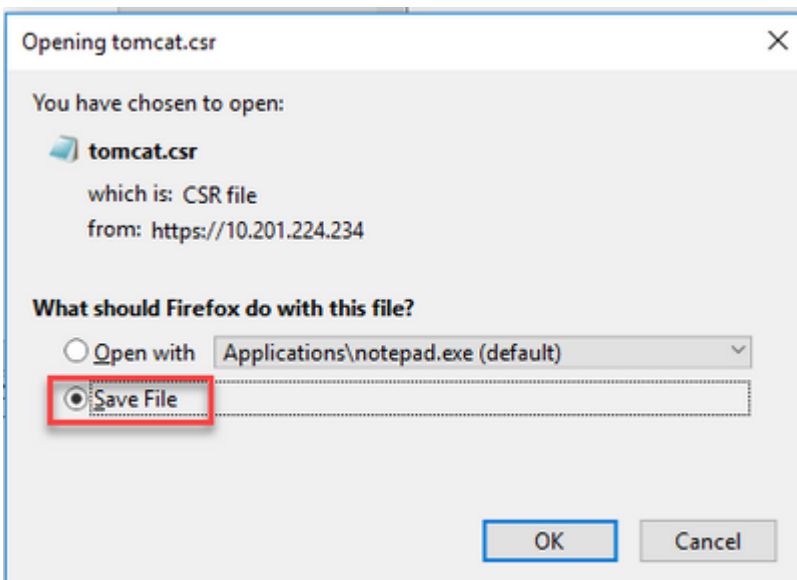 Opening tomcat.csr
You have chosen to open:
tomcat.csr
which is: CSR file
from: https://10.201.224.234
What should Firefox do with this file?
Open with Applications\notepad.exe (default)
Save File
OK Cancel